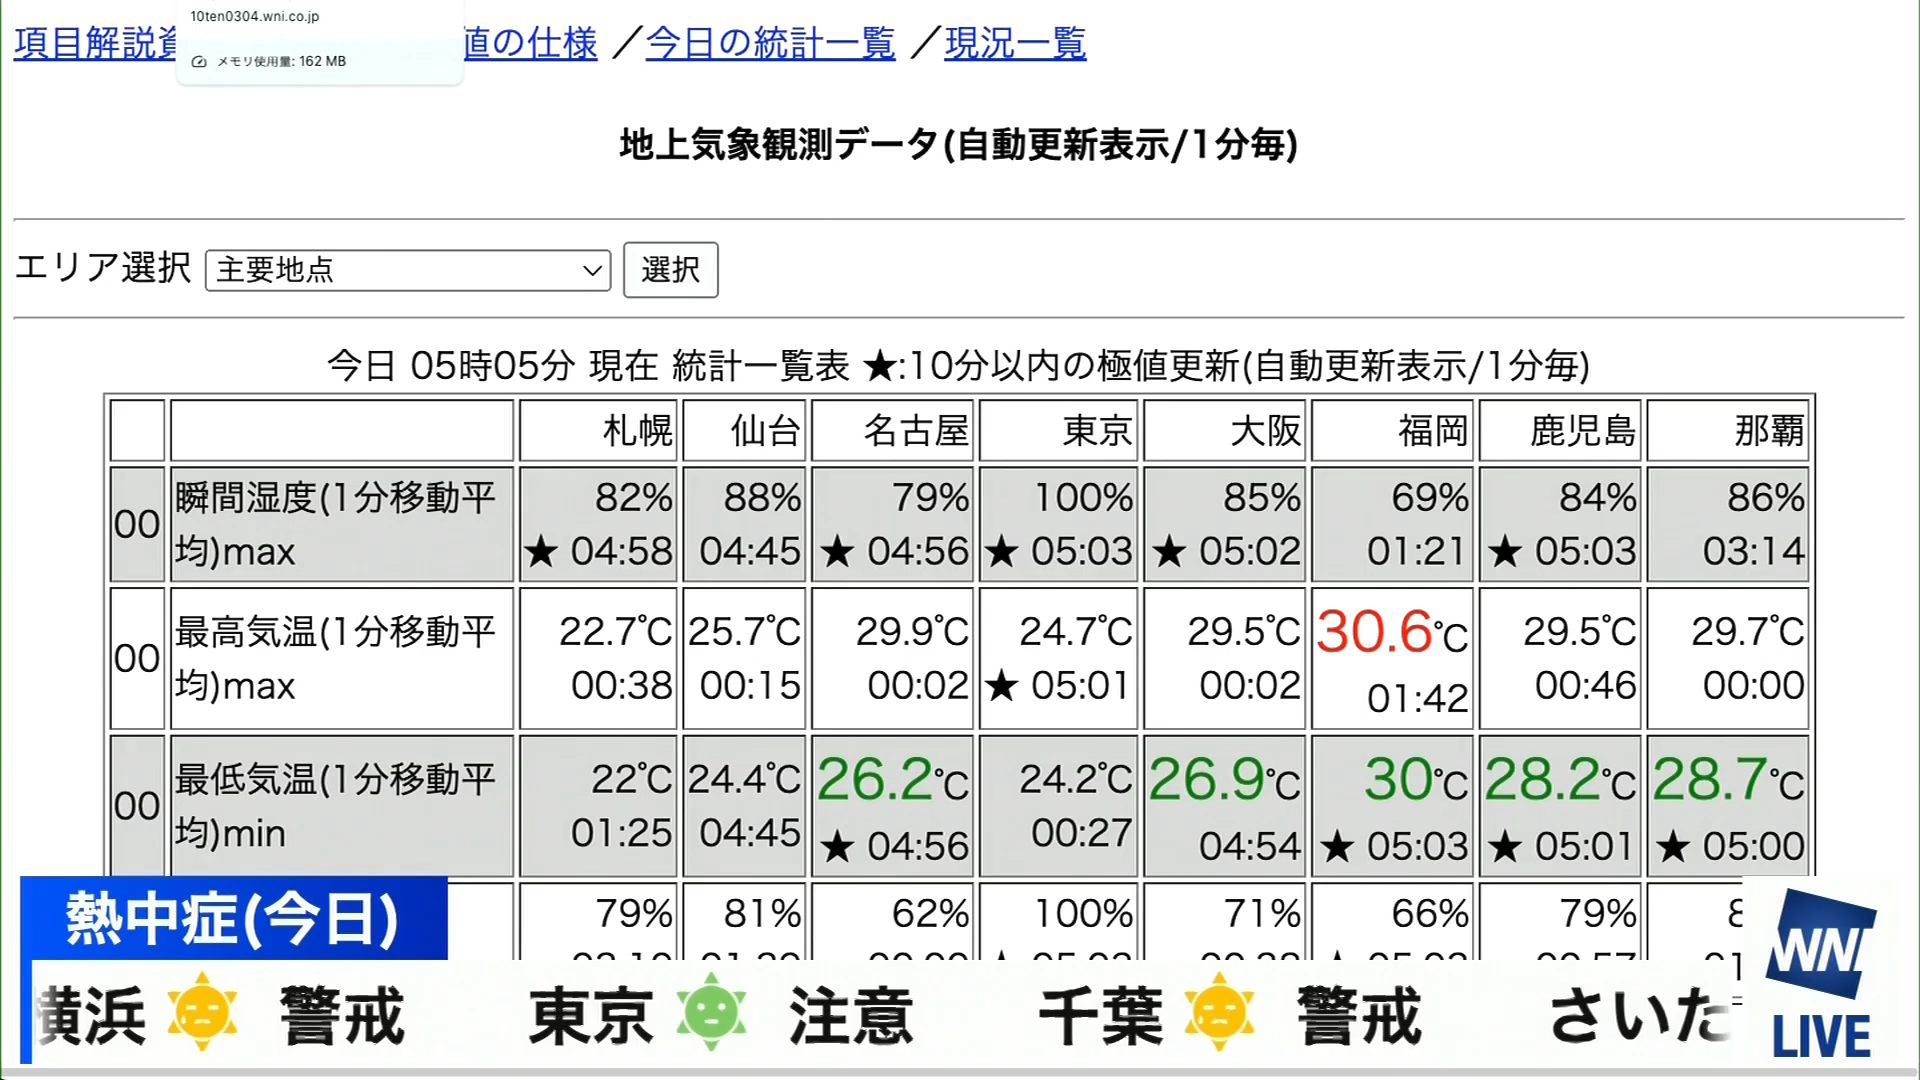 10ten0304.wni.co.jp
メモリ使用量: 162 MB
項目解説資 値の仕様 ／今日の統計一覧 ／現況一覧
地上気象観測データ(自動更新表示/1分毎)
エリア選択 主要地点 選択
今日 05時05分 現在 統計一覧表 ★:10分以内の極値更新(自動更新表示/1分毎)
札幌 仙台 名古屋 東京 大阪 福岡 鹿児島 那覇
00 瞬間湿度(1分移動平均)max 82% 88% 79% 100% 85% 69% 84% 86%
★ 04:58 04:45 ★ 04:56 ★ 05:03 ★ 05:02 01:21 ★ 05:03 03:14
00 最高気温(1分移動平均)max 22.7℃ 25.7℃ 29.9℃ 24.7℃ 29.5℃ 30.6℃ 29.5℃ 29.7℃
00:38 00:15 00:02 ★ 05:01 00:02 01:42 00:46 00:00
00 最低気温(1分移動平均)min 22℃ 24.4℃ 26.2℃ 24.2℃ 26.9℃ 30℃ 28.2℃ 28.7℃
01:25 04:45 ★ 04:56 00:27 04:54 ★ 05:03 ★ 05:01 ★ 05:00
79% 81% 62% 100% 71% 66% 79%
熱中症(今日)
横浜 警戒 東京 注意 千葉 警戒 さいた
WNI
LIVE